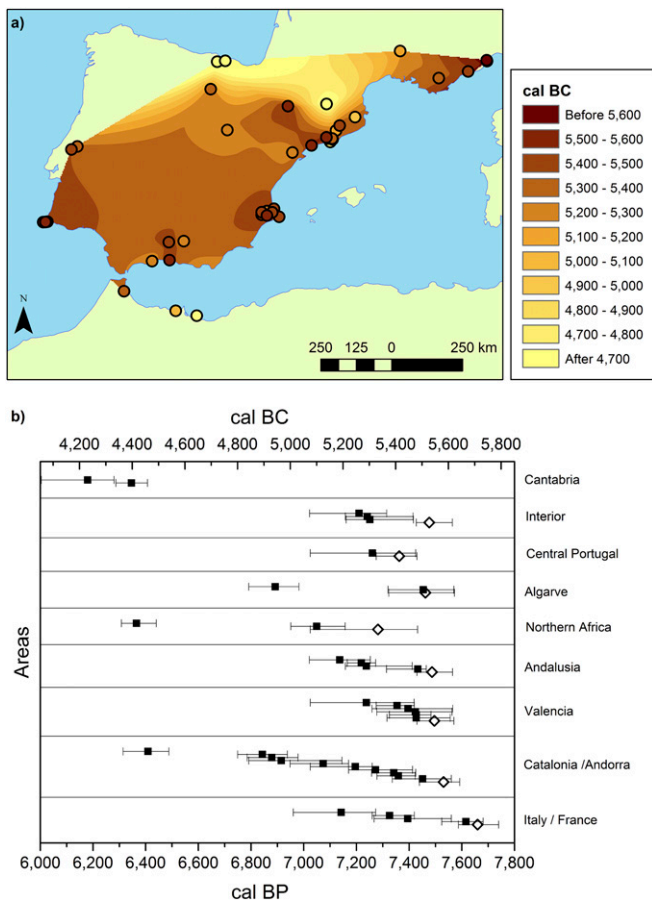 a)
N
250 125 0 250 km
cal BC
Before 5,600
5,500 - 5,600
5,400 - 5,500
5,300 - 5,400
5,200 - 5,300
5,100 - 5,200
5,000 - 5,100
4,900 - 5,000
4,800 - 4,900
4,700 - 4,800
After 4,700
b)
cal BC
4,200 4,400 4,600 4,800 5,000 5,200 5,400 5,600 5,800
Cantabria
Interior
Central Portugal
Algarve
Northern Africa
Andalusia
Valencia
Catalonia /Andorra
Italy / France
Areas
6,000 6,200 6,400 6,600 6,800 7,000 7,200 7,400 7,600 7,800
cal BP